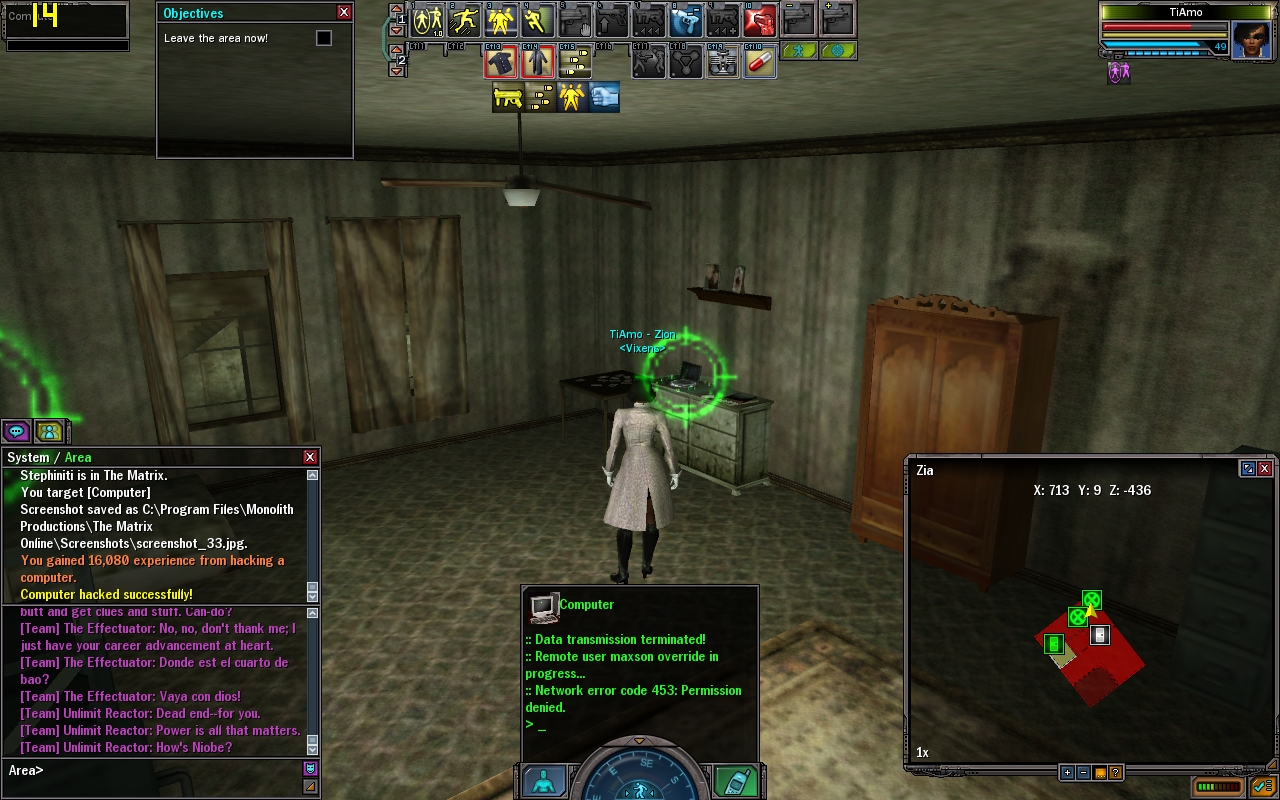 14
Objectives
Leave the area now!
1
2
TiAmo
49
1.0
TiAmo - Zion
<Vixens>
System / Area
Stephiniti is in The Matrix.
You target [Computer]
Screenshot saved as C:\Program Files\Monolith
Productions\The Matrix
Online\Screenshots\screenshot_33.jpg.
You gained 16,080 experience from hacking a
computer.
Computer hacked successfully!
butt and get clues and stuff. Can-do?
[Team] The Effectuator: No, no, don't thank me; I
just have your career advancement at heart.
[Team] The Effectuator: Donde est el cuarto de
bao?
[Team] The Effectuator: Vaya con dios!
[Team] Unlimit Reactor: Dead end--for you.
[Team] Unlimit Reactor: Power is all that matters.
[Team] Unlimit Reactor: How's Niobe?
Area>
Computer
:: Data transmission terminated!
:: Remote user maxson override in
progress...
:: Network error code 453: Permission
denied.
> _
E
SE
S
Zia
X: 713 Y: 9 Z: -436
1x